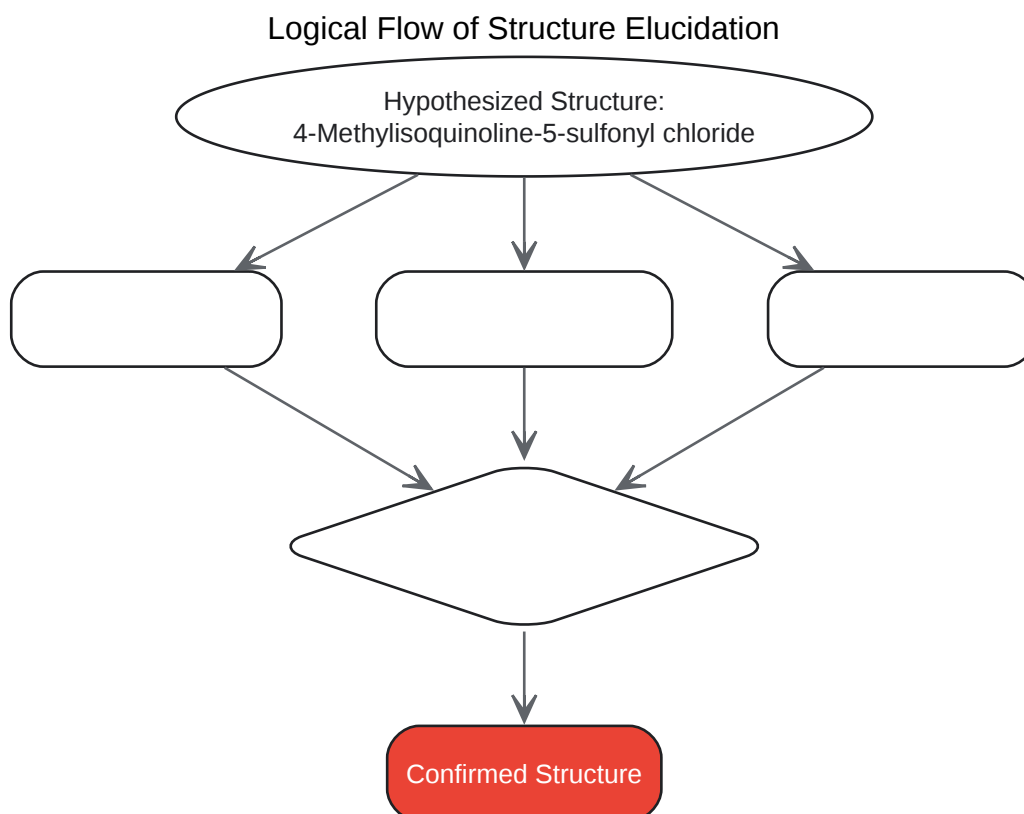 Logical Flow of Structure Elucidation
Hypothesized Structure:
4-Methylisoquinoline-5-sulfonyl chloride
Confirmed Structure